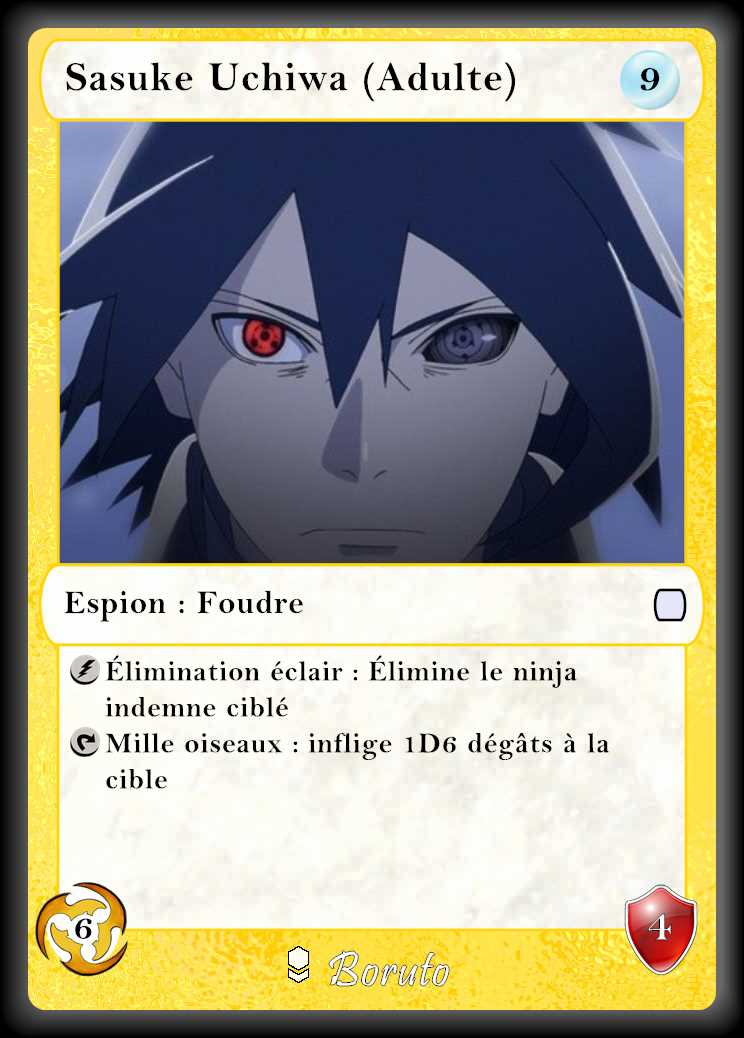 Sasuke Uchiwa (Adulte)
9
Espion : Foudre
Élimination éclair : Élimine le ninja
indemne ciblé
Mille oiseaux : inflige 1D6 dégâts à la
cible
6
4
Boruto